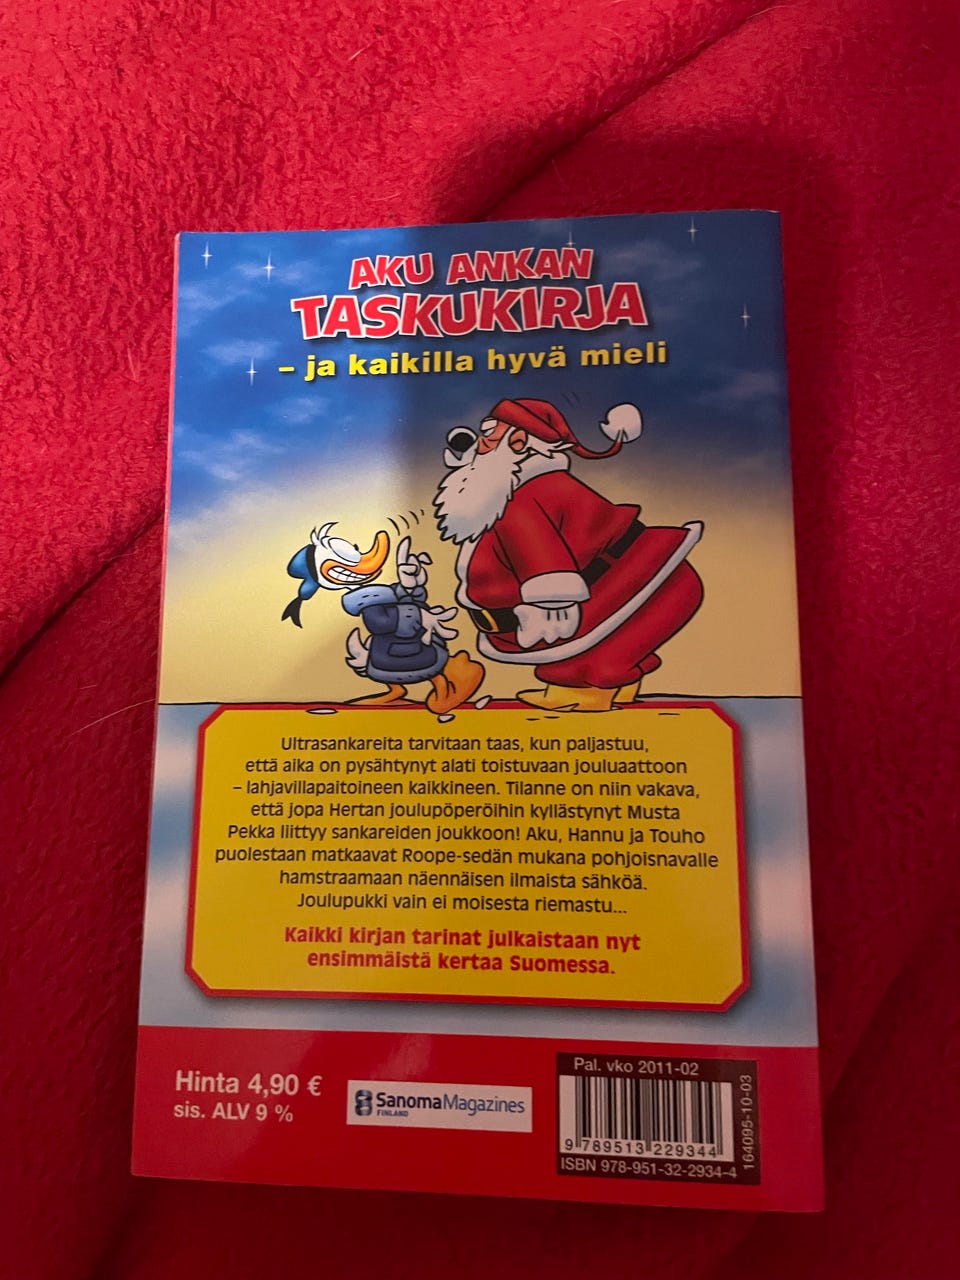 AKU ANKAN
TASKUKIRJA
– ja kaikilla hyvä mieli
Ultrasankareita tarvitaan taas, kun paljastuu,
että aika on pysähtynyt alati toistuvaan jouluaattoon
– lahjavillapaitoineen kaikkineen. Tilanne on niin vakava,
että jopa Hertan joulupöperöihin kyllästynyt Musta
Pekka liittyy sankareiden joukkoon! Aku, Hannu ja Touho
puolestaan matkaavat Roope-sedän mukana pohjoisnavalle
hamstraamaan näennäisen ilmaista sähköä.
Joulupukki vain ei moisesta riemastu...
Kaikki kirjan tarinat julkaistaan nyt
ensimmäistä kertaa Suomessa.
Hinta 4,90 €
sis. ALV 9 %
SanomaMagazines
FINLAND
Pal. vko 2011-02
9 789513 229344
ISBN 978-951-32-2934-4
164095-10-03